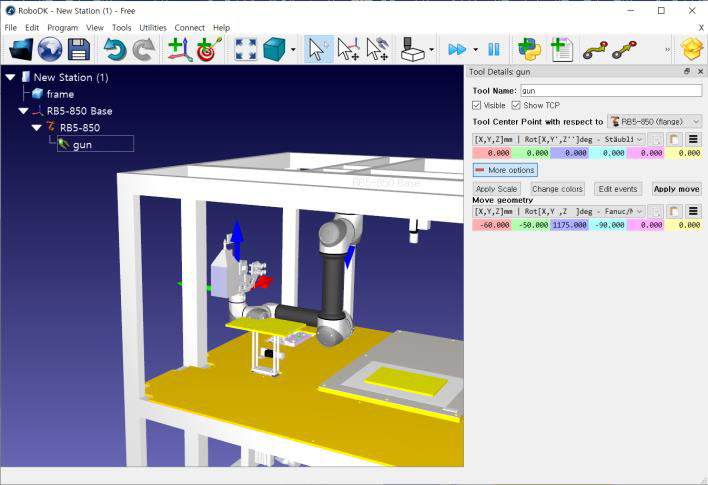 RoboDK - New Station (1) - Free
File Edit Program View Tools Utilities Connect Help X
New Station (1)
frame
RB5-850 Base
RB5-850
gun
RB5-850 Base
Tool Details: gun
Tool Name: gun
Visible Show TCP
Tool Center Point with respect to RB5-850 (flange)
[X,Y,Z]mm | Rot[X,Y',Z'']deg - Stäubli
0.000 0.000 0.000 0.000 0.000 0.000
More options
Apply Scale Change colors Edit events Apply move
Move geometry
[X,Y,Z]mm | Rot[X,Y ,Z ]deg - Fanuc/M
-60.000 -50.000 1175.000 -90.000 0.000 0.000